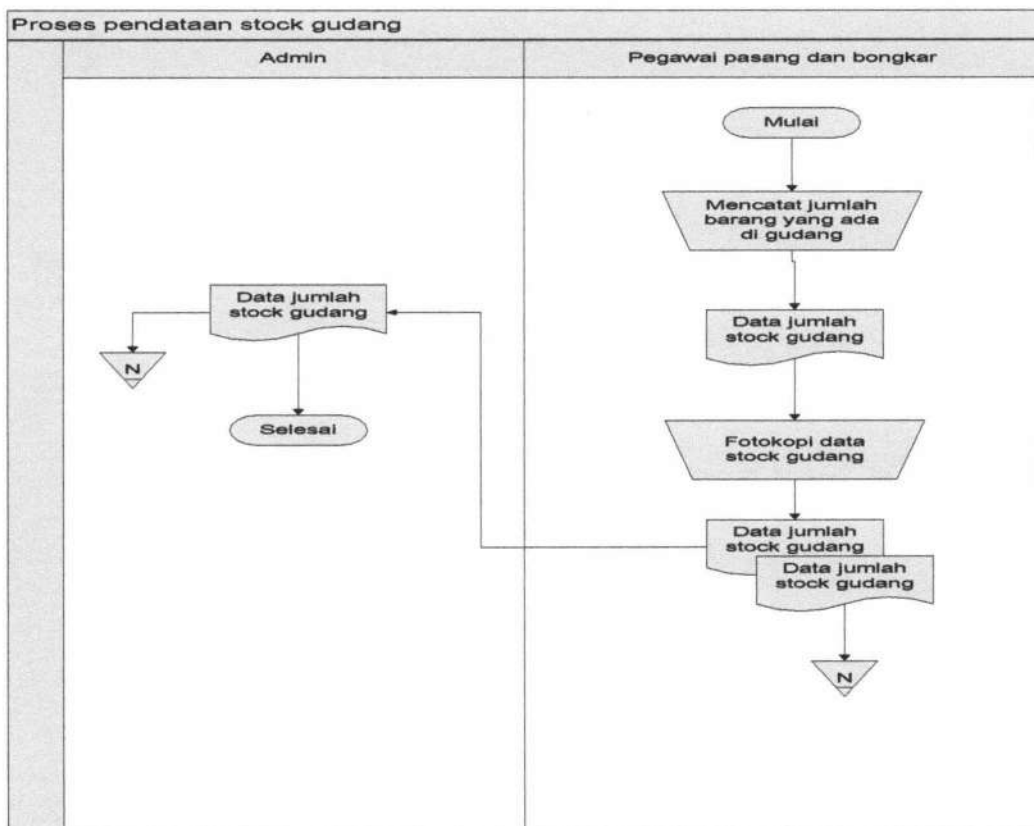 Proses pendataan stock gudang
Admin
Pegawai pasang dan bongkar
Mulai
Mencatat jumlah
barang yang ada
di gudang
Data jumlah
stock gudang
Fotokopi data
stock gudang
Data jumlah
stock gudang
Data jumlah
stock gudang
N
Data jumlah
stock gudang
N
Selesai